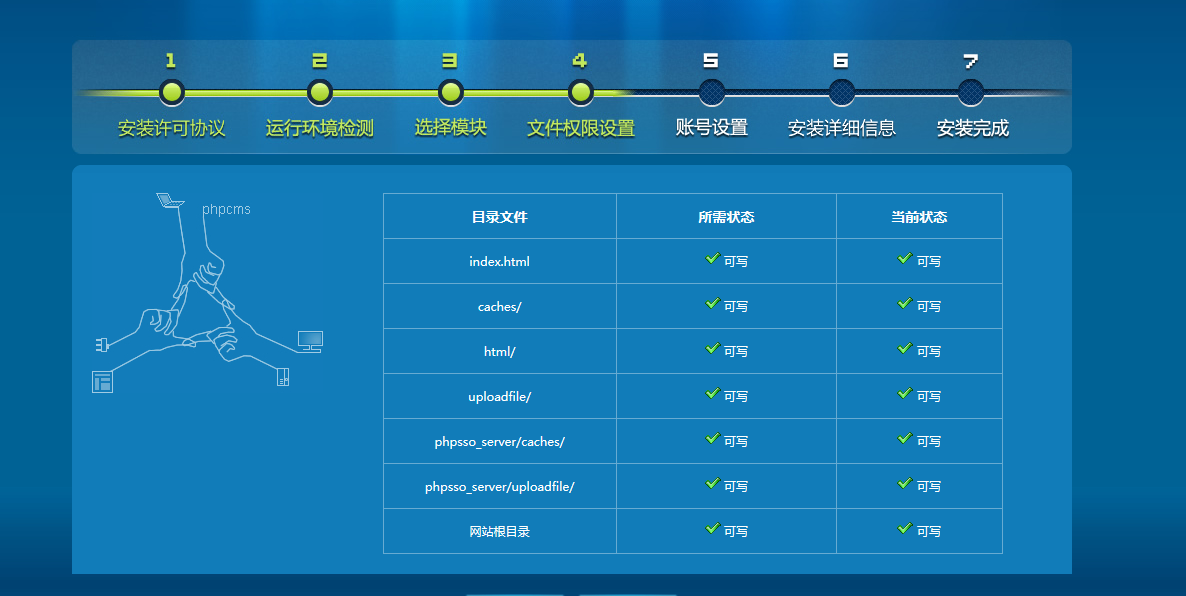 1 2 3 4 5 6 7
安装许可协议 运行环境检测 选择模块 文件权限设置 账号设置 安装详细信息 安装完成
phpcms
目录文件 所需状态 当前状态
index.html 可写 可写
caches/ 可写 可写
html/ 可写 可写
uploadfile/ 可写 可写
phpsso_server/caches/ 可写 可写
phpsso_server/uploadfile/ 可写 可写
网站根目录 可写 可写